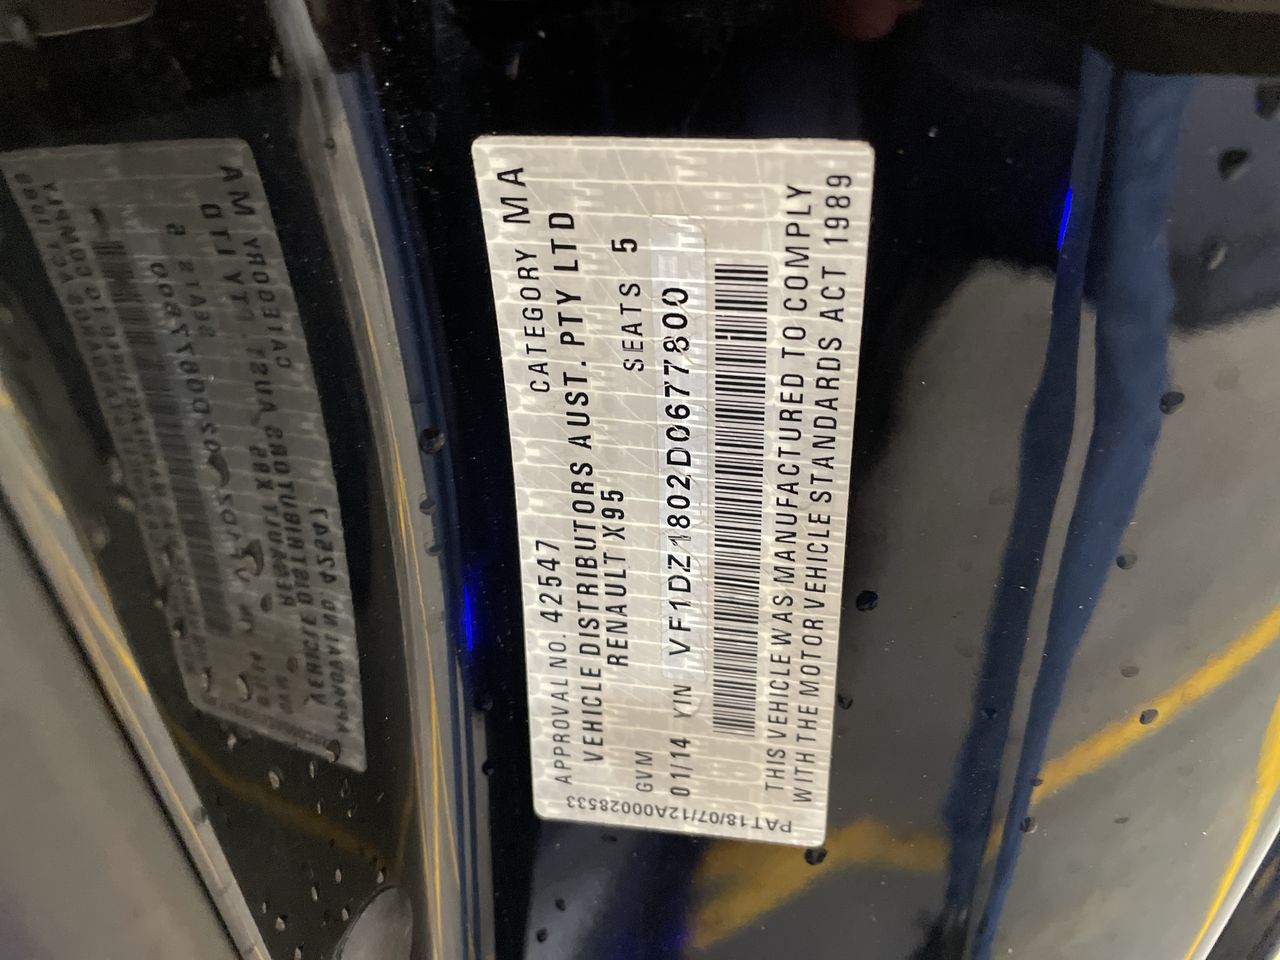 APPROVAL NO. 42547 CATEGORY MA
VEHICLE DISTRIBUTORS AUST. PTY LTD
RENAULT X95 SEATS 5
GVM
01/14 VIN VF1DZ1802D0677800
THIS VEHICLE WAS MANUFACTURED TO COMPLY
WITH THE MOTOR VEHICLE STANDARDS ACT 1989
PAT18/07/12A00028533